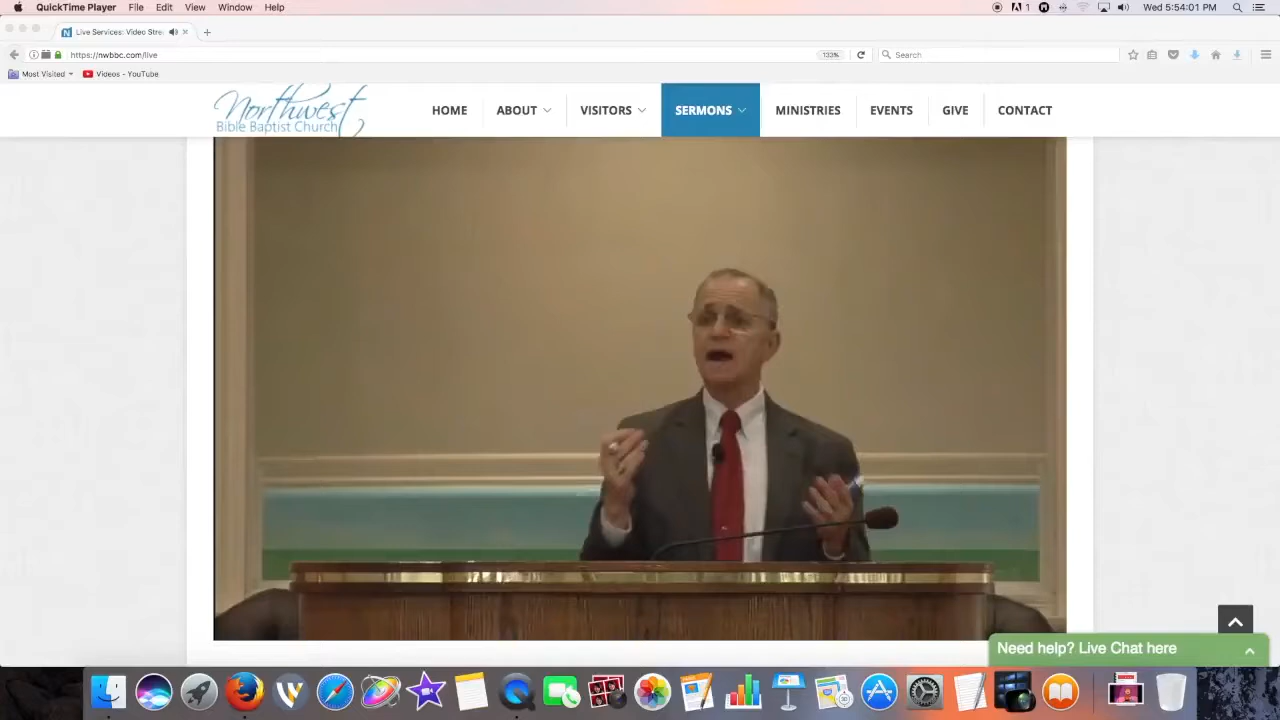 QuickTime Player File Edit View Window Help 1 Wed 5:54:01 PM
Live Services: Video Stre
https://nwbbc.com/live 133% Search
Most Visited Videos - YouTube
Northwest
Bible Baptist Church
HOME ABOUT VISITORS SERMONS MINISTRIES EVENTS GIVE CONTACT
Need help? Live Chat here